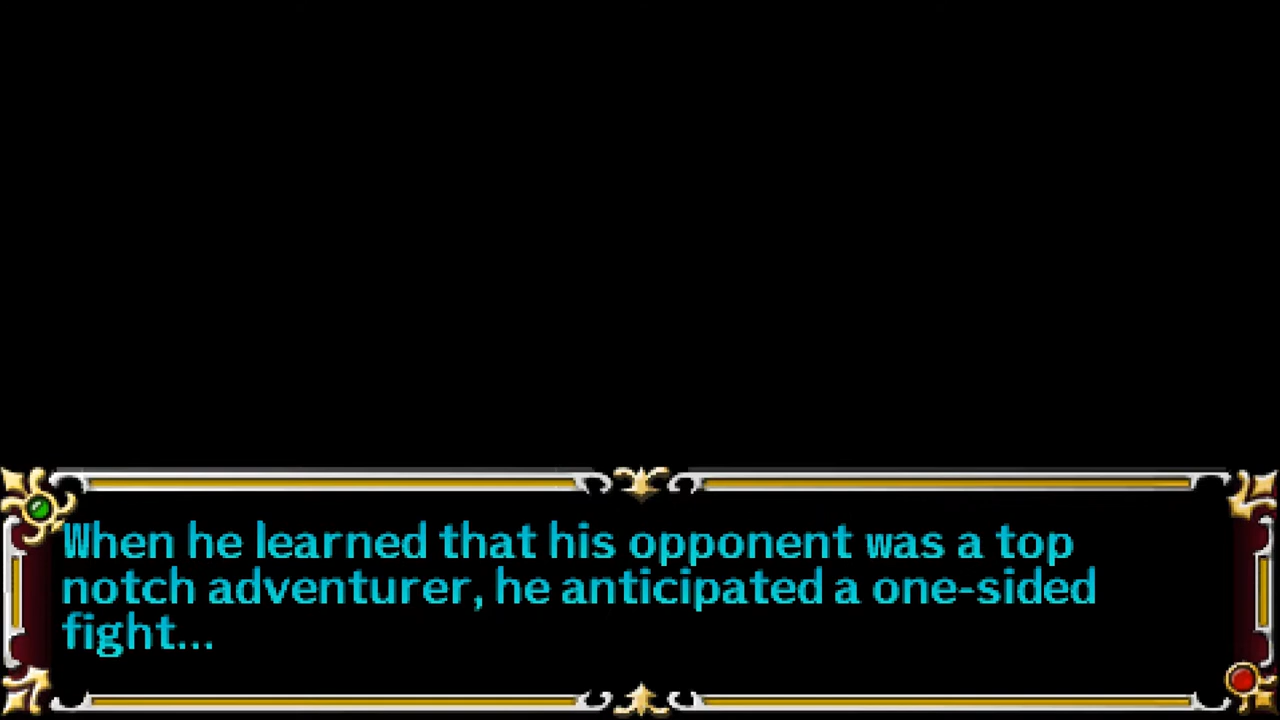 When he learned that his opponent was a top
notch adventurer, he anticipated a one-sided
fight...